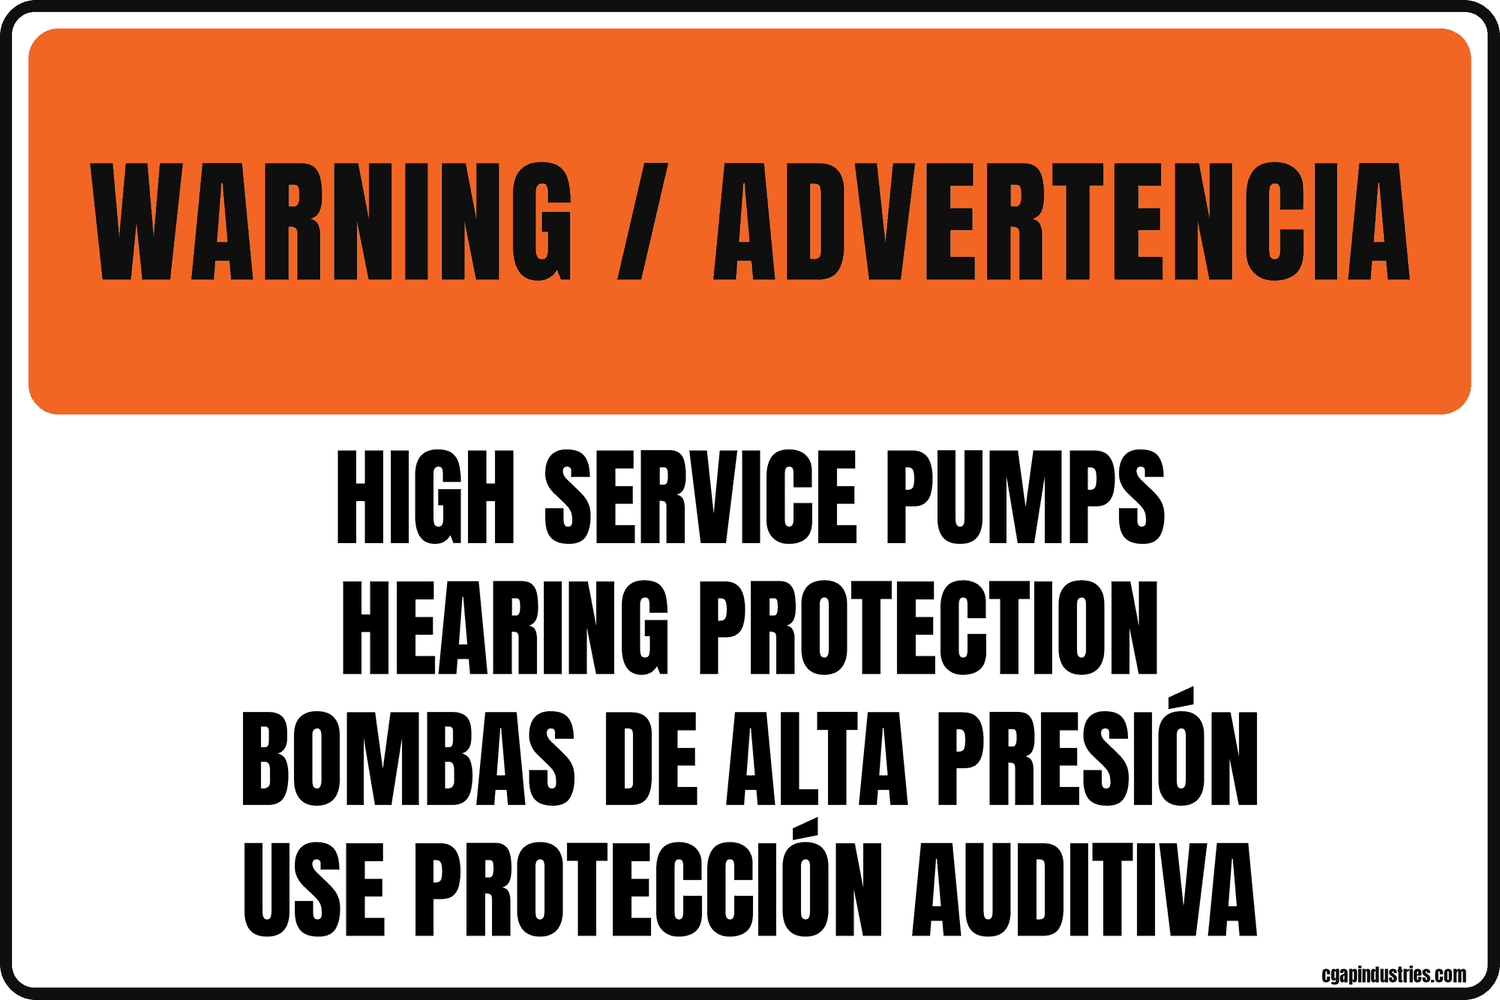 WARNING / ADVERTENCIA
HIGH SERVICE PUMPS
HEARING PROTECTION
BOMBAS DE ALTA PRESIÓN
USE PROTECCIÓN AUDITIVA
cgapindustries.com